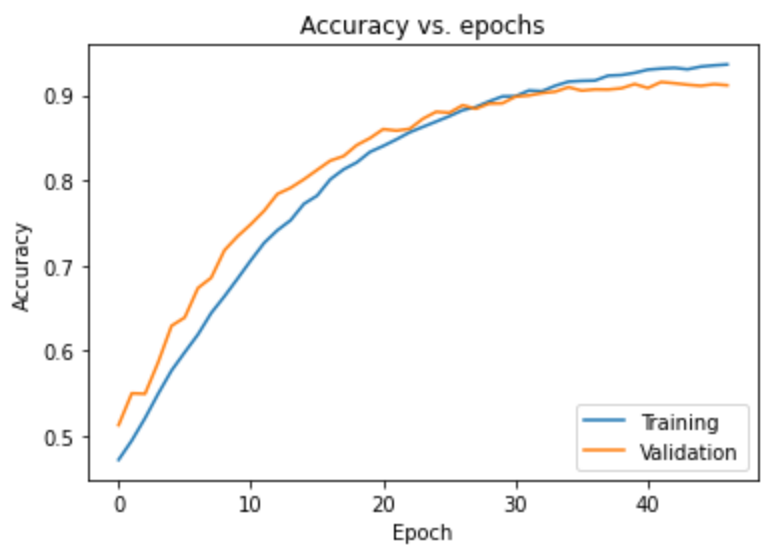 Accuracy vs. epochs
Accuracy
0.9
0.8
0.7
0.6
0.5
0 10 20 30 40
Epoch
Training
Validation